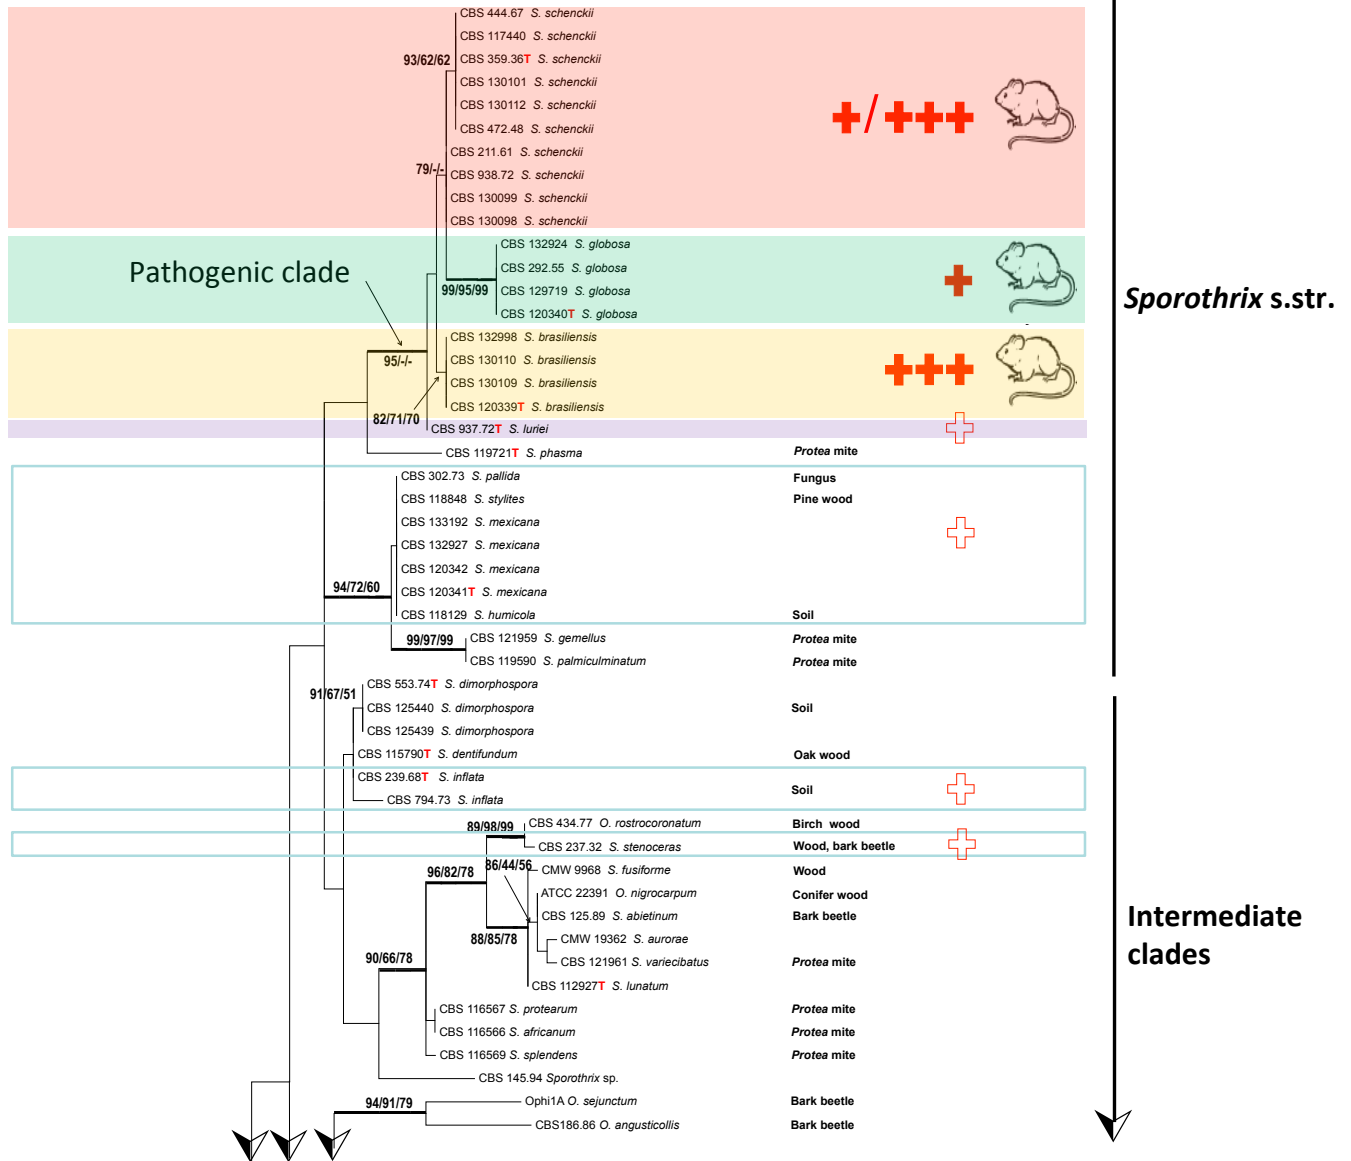 CBS 444.67 S. schenckii
CBS 117440 S. schenckii
93/62/62 CBS 359.36T S. schenckii
CBS 130101 S. schenckii
CBS 130112 S. schenckii
+/+++
CBS 472.48 S. schenckii
CBS 211.61 S. schenckii
79/-/- CBS 938.72 S. schenckii
CBS 130099 S. schenckii
CBS 130098 S. schenckii
CBS 132924 S. globosa
Pathogenic clade CBS 292.55 S. globosa
+
99/95/99 CBS 129719 S. globosa
CBS 120340T S. globosa
Sporothrix s.str.
CBS 132998 S. brasiliensis
95/-/- CBS 130110 S. brasiliensis
+++
CBS 130109 S. brasiliensis
82/71/70 CBS 120339T S. brasiliensis
CBS 937.72T S. luriei
CBS 119721T S. phasma Protea mite
CBS 302.73 S. pallida Fungus
CBS 118848 S. stylites Pine wood
CBS 133192 S. mexicana
CBS 132927 S. mexicana
CBS 120342 S. mexicana
94/72/60 CBS 120341T S. mexicana
CBS 118129 S. humicola Soil
99/97/99 CBS 121959 S. gemellus Protea mite
CBS 119590 S. palmiculminatum Protea mite
91/67/51 CBS 553.74T S. dimorphospora
CBS 125440 S. dimorphospora Soil
CBS 125439 S. dimorphospora
CBS 115790T S. dentifundum Oak wood
CBS 239.68T S. inflata
Soil
CBS 794.73 S. inflata
89/98/99 CBS 434.77 O. rostrocoronatum Birch wood
CBS 237.32 S. stenoceras Wood, bark beetle
96/82/78 86/44/56 CMW 9968 S. fusiforme Wood
ATCC 22391 O. nigrocarpum Conifer wood
CBS 125.89 S. abietinum Bark beetle
Intermediate
clades
88/85/78 CMW 19362 S. aurorae
90/66/78 CBS 121961 S. variecibatus Protea mite
CBS 112927T S. lunatum
CBS 116567 S. protearum Protea mite
CBS 116566 S. africanum Protea mite
CBS 116569 S. splendens Protea mite
CBS 145.94 Sporothrix sp.
94/91/79 Ophi1A O. sejunctum Bark beetle
CBS186.86 O. angusticollis Bark beetle